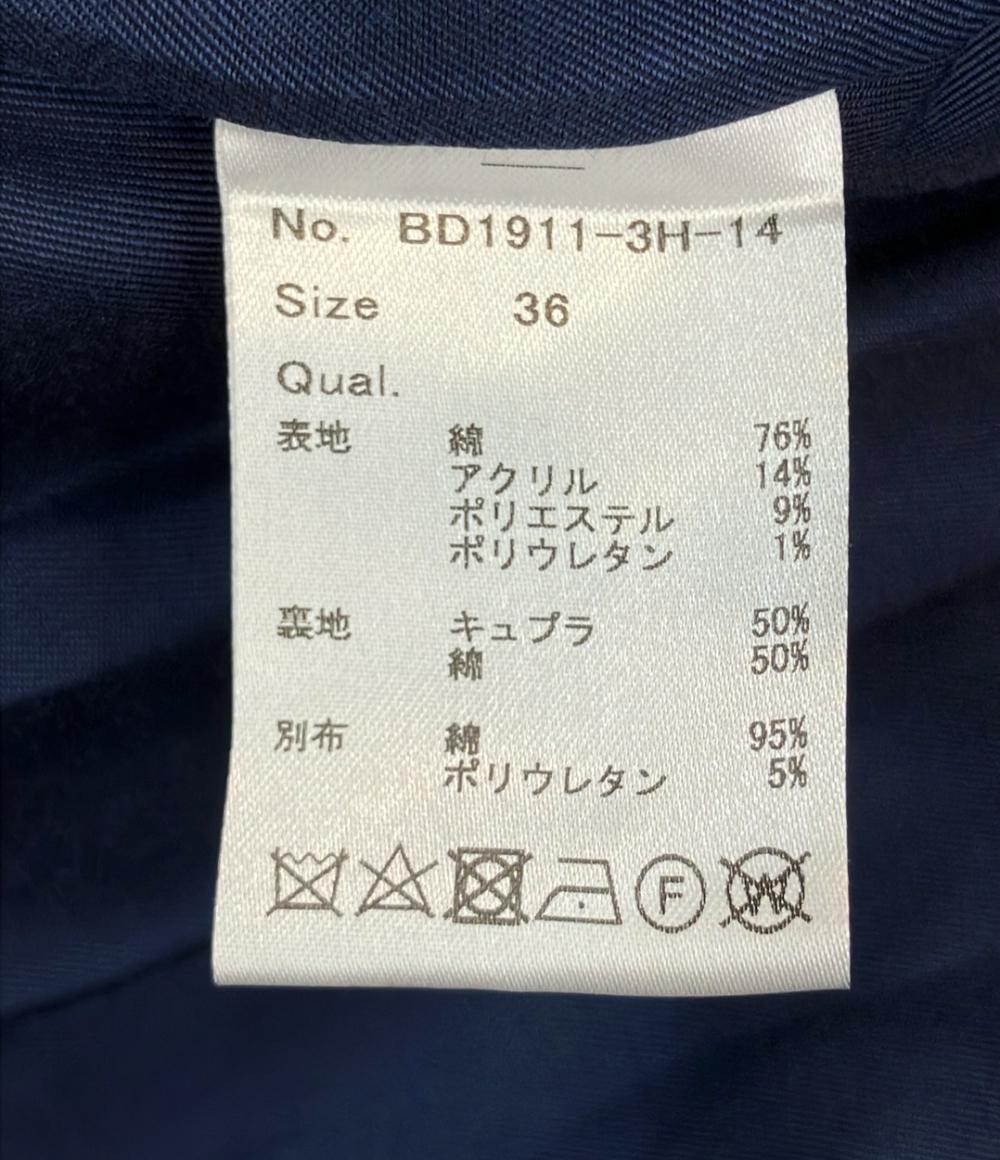 No. BD1911-3H-14
Size 36
Qual.
表地 綿 76%
アクリル 14%
ポリエステル 9%
ポリウレタン 1%
裏地 キュプラ 50%
綿 50%
別布 綿 95%
ポリウレタン 5%
F W